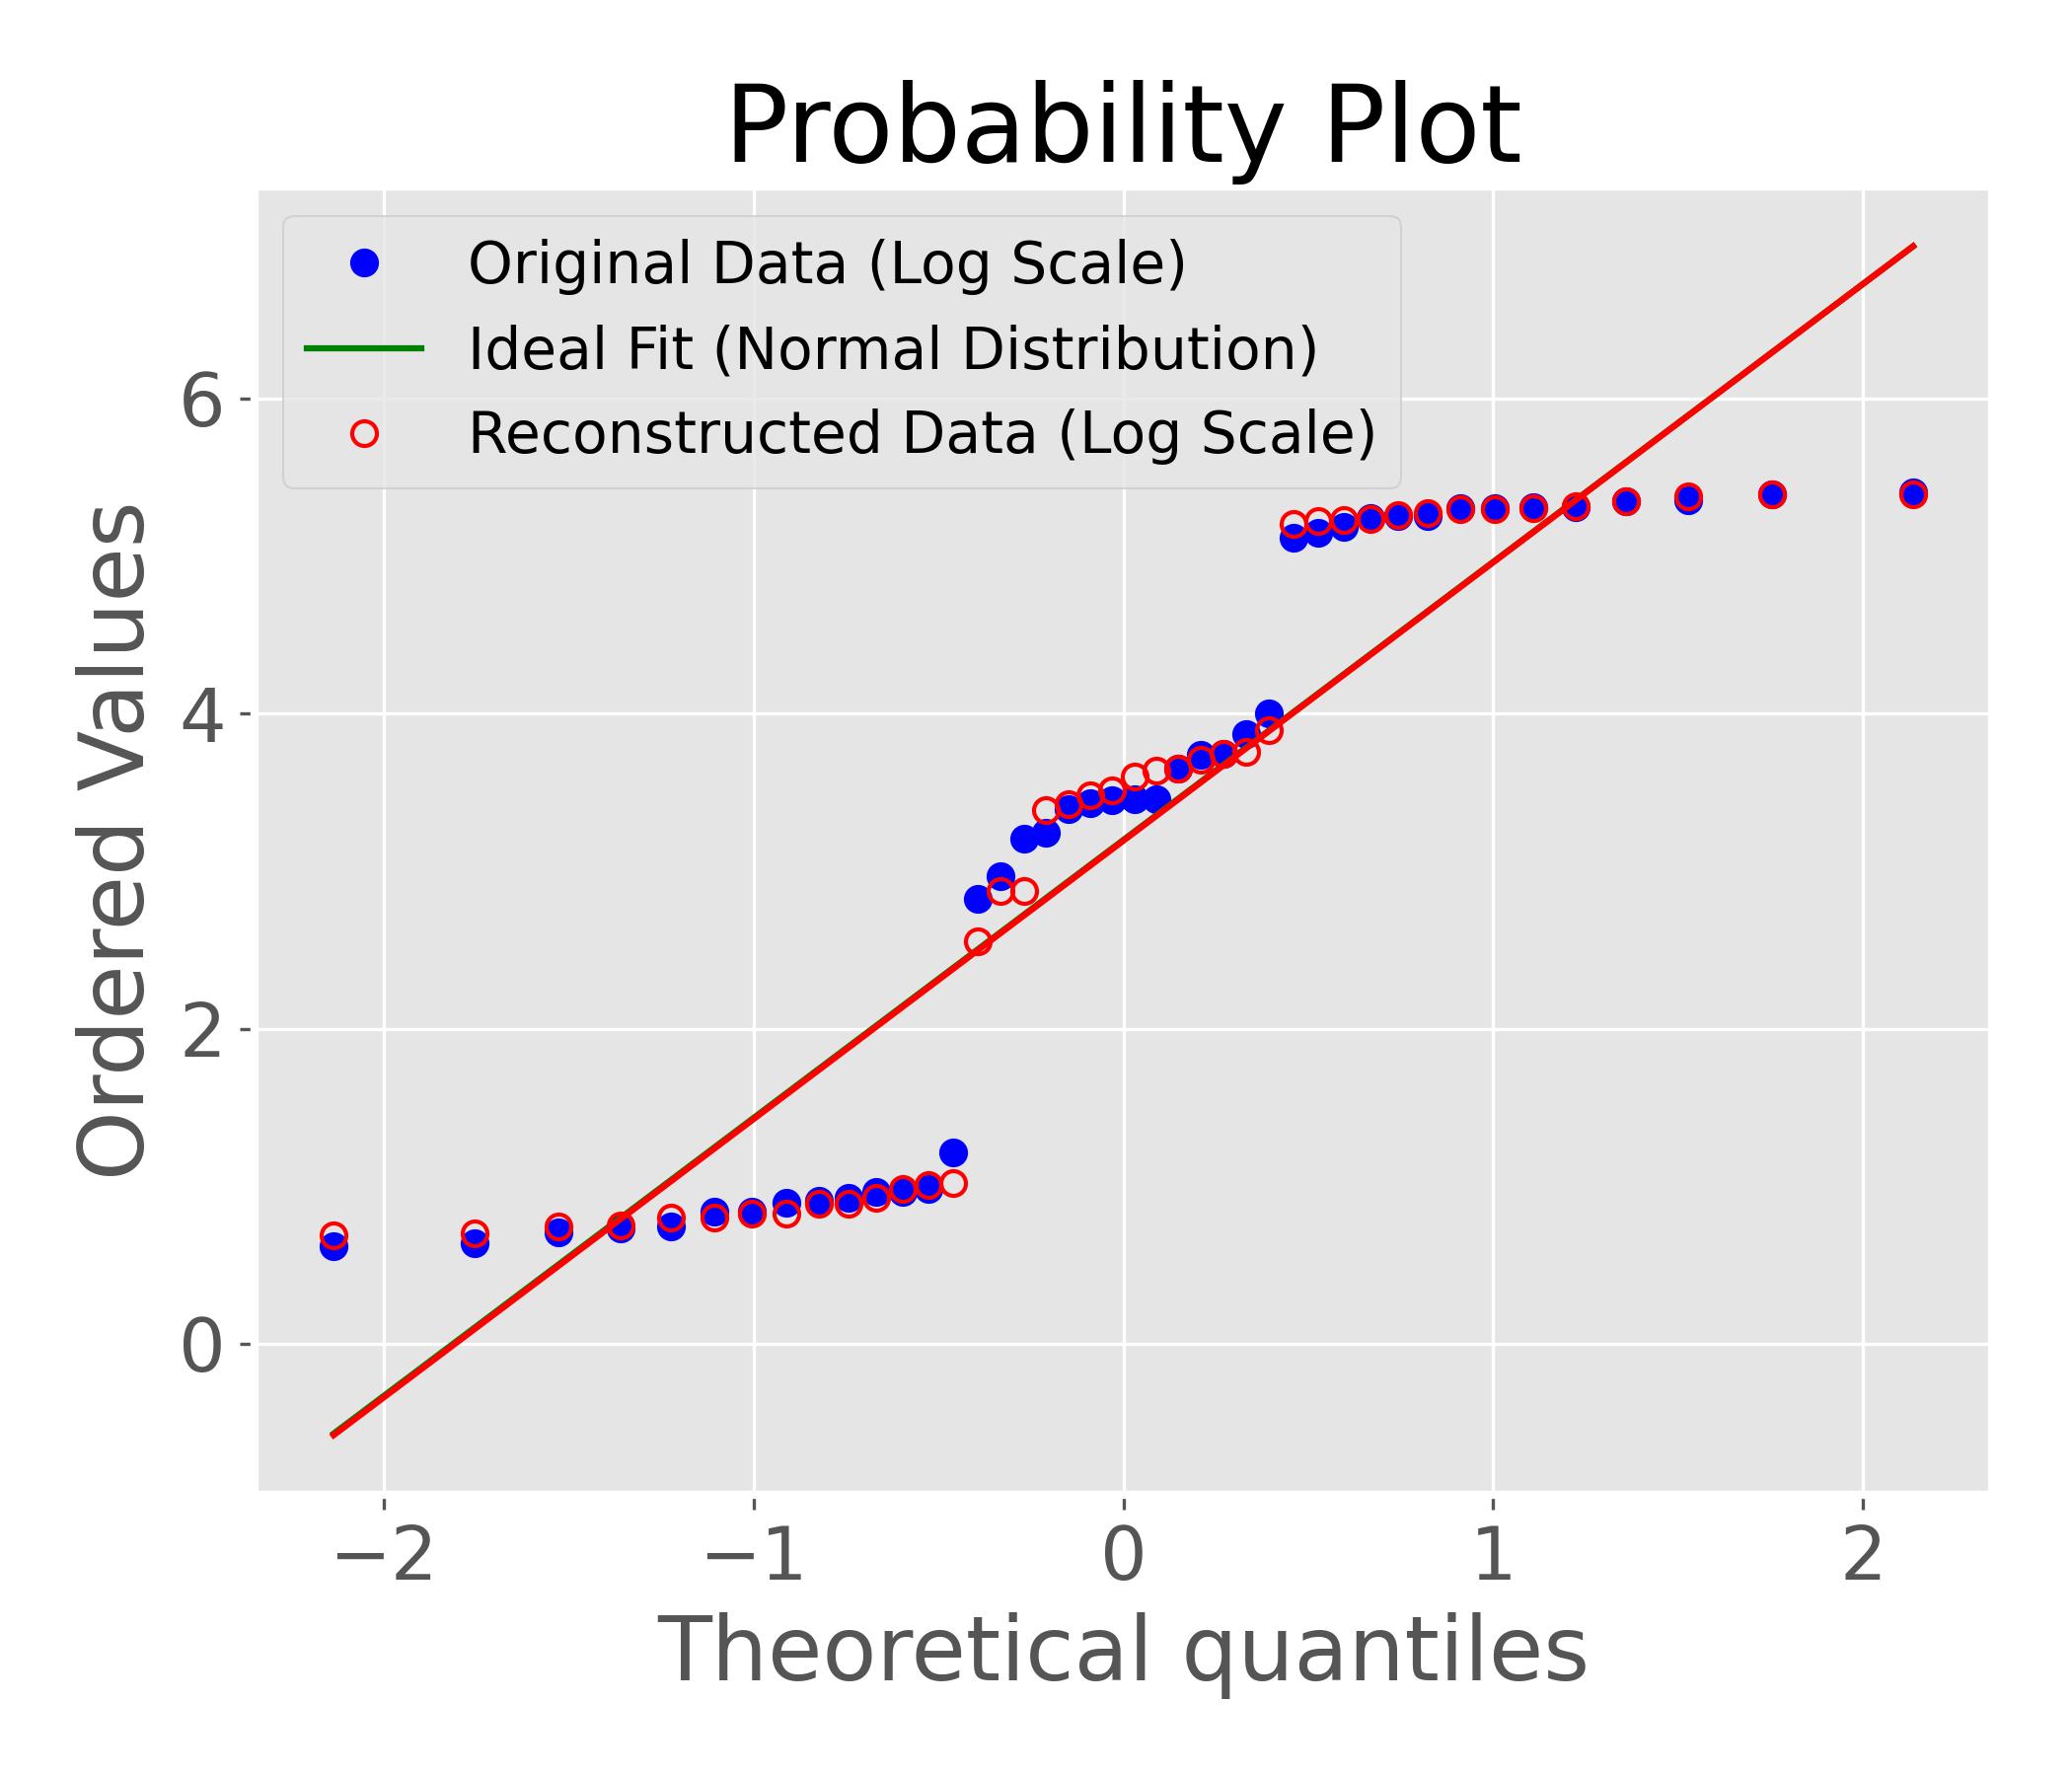 Probability Plot
Original Data (Log Scale)
Ideal Fit (Normal Distribution)
Reconstructed Data (Log Scale)
Ordered Values
6
4
2
0
−2 −1 0 1 2
Theoretical quantiles